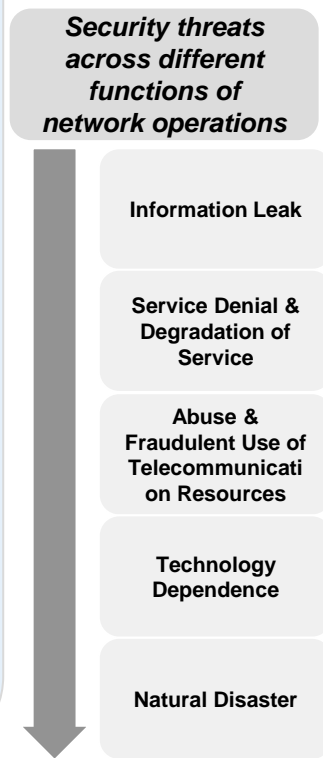 Security threats
across different
functions of
network operations
Information Leak
Service Denial &
Degradation of
Service
Abuse &
Fraudulent Use of
Telecommunicati
on Resources
Technology
Dependence
Natural Disaster